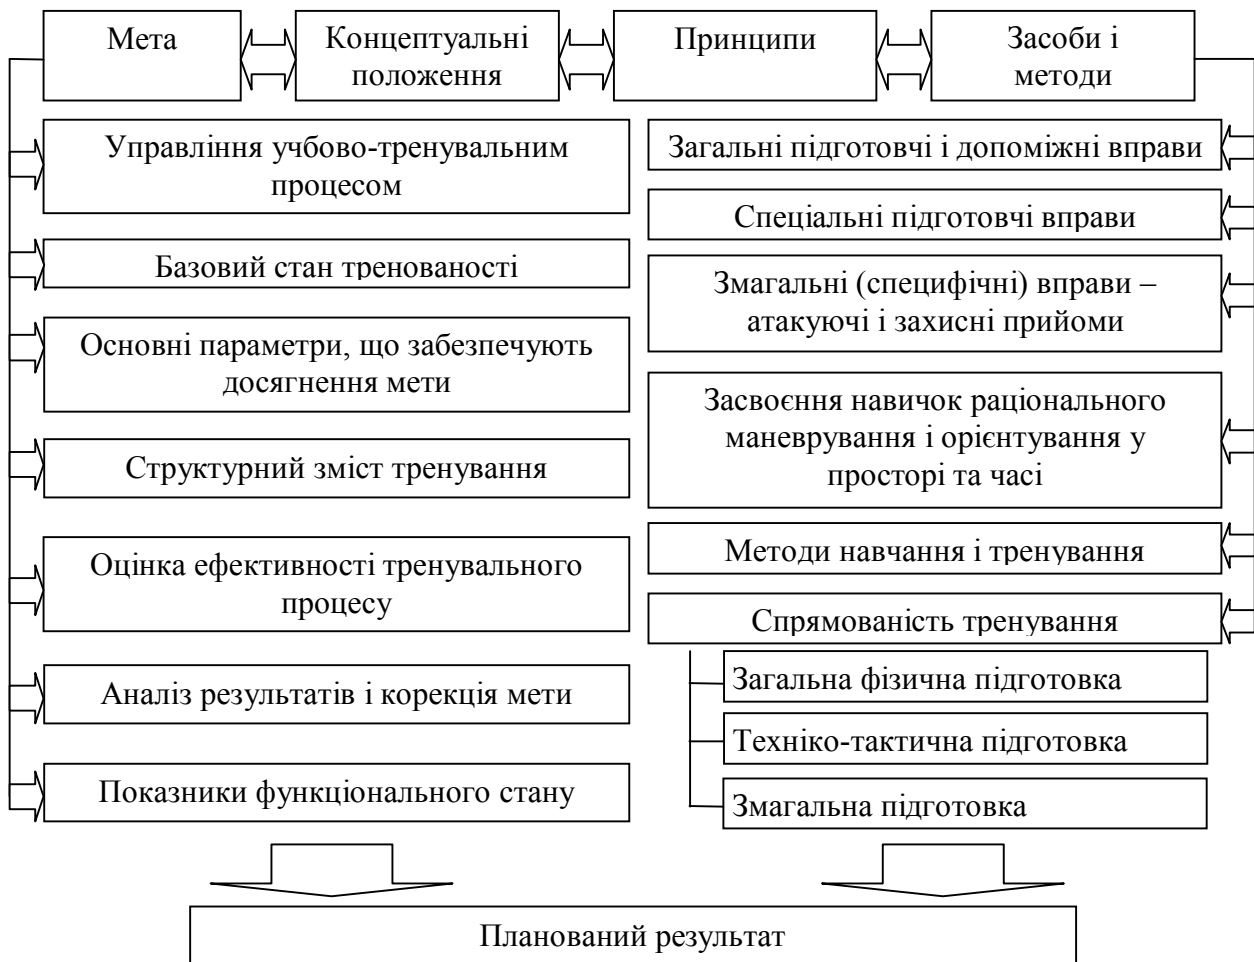 Мета
Концептуальні
положення
Принципи
Засоби і
методи
Управління учбово-тренувальним
процесом
Базовий стан тренованості
Основні параметри, що забезпечують
досягнення мети
Структурний зміст тренування
Оцінка ефективності тренувального
процесу
Аналіз результатів і корекція мети
Показники функціонального стану
Загальні підготовчі і допоміжні вправи
Спеціальні підготовчі вправи
Змагальні (специфічні) вправи –
атакуючі і захисні прийоми
Засвоєння навичок раціонального
маневрування і орієнтування у
просторі та часі
Методи навчання і тренування
Спрямованість тренування
Загальна фізична підготовка
Техніко-тактична підготовка
Змагальна підготовка
Планований результат